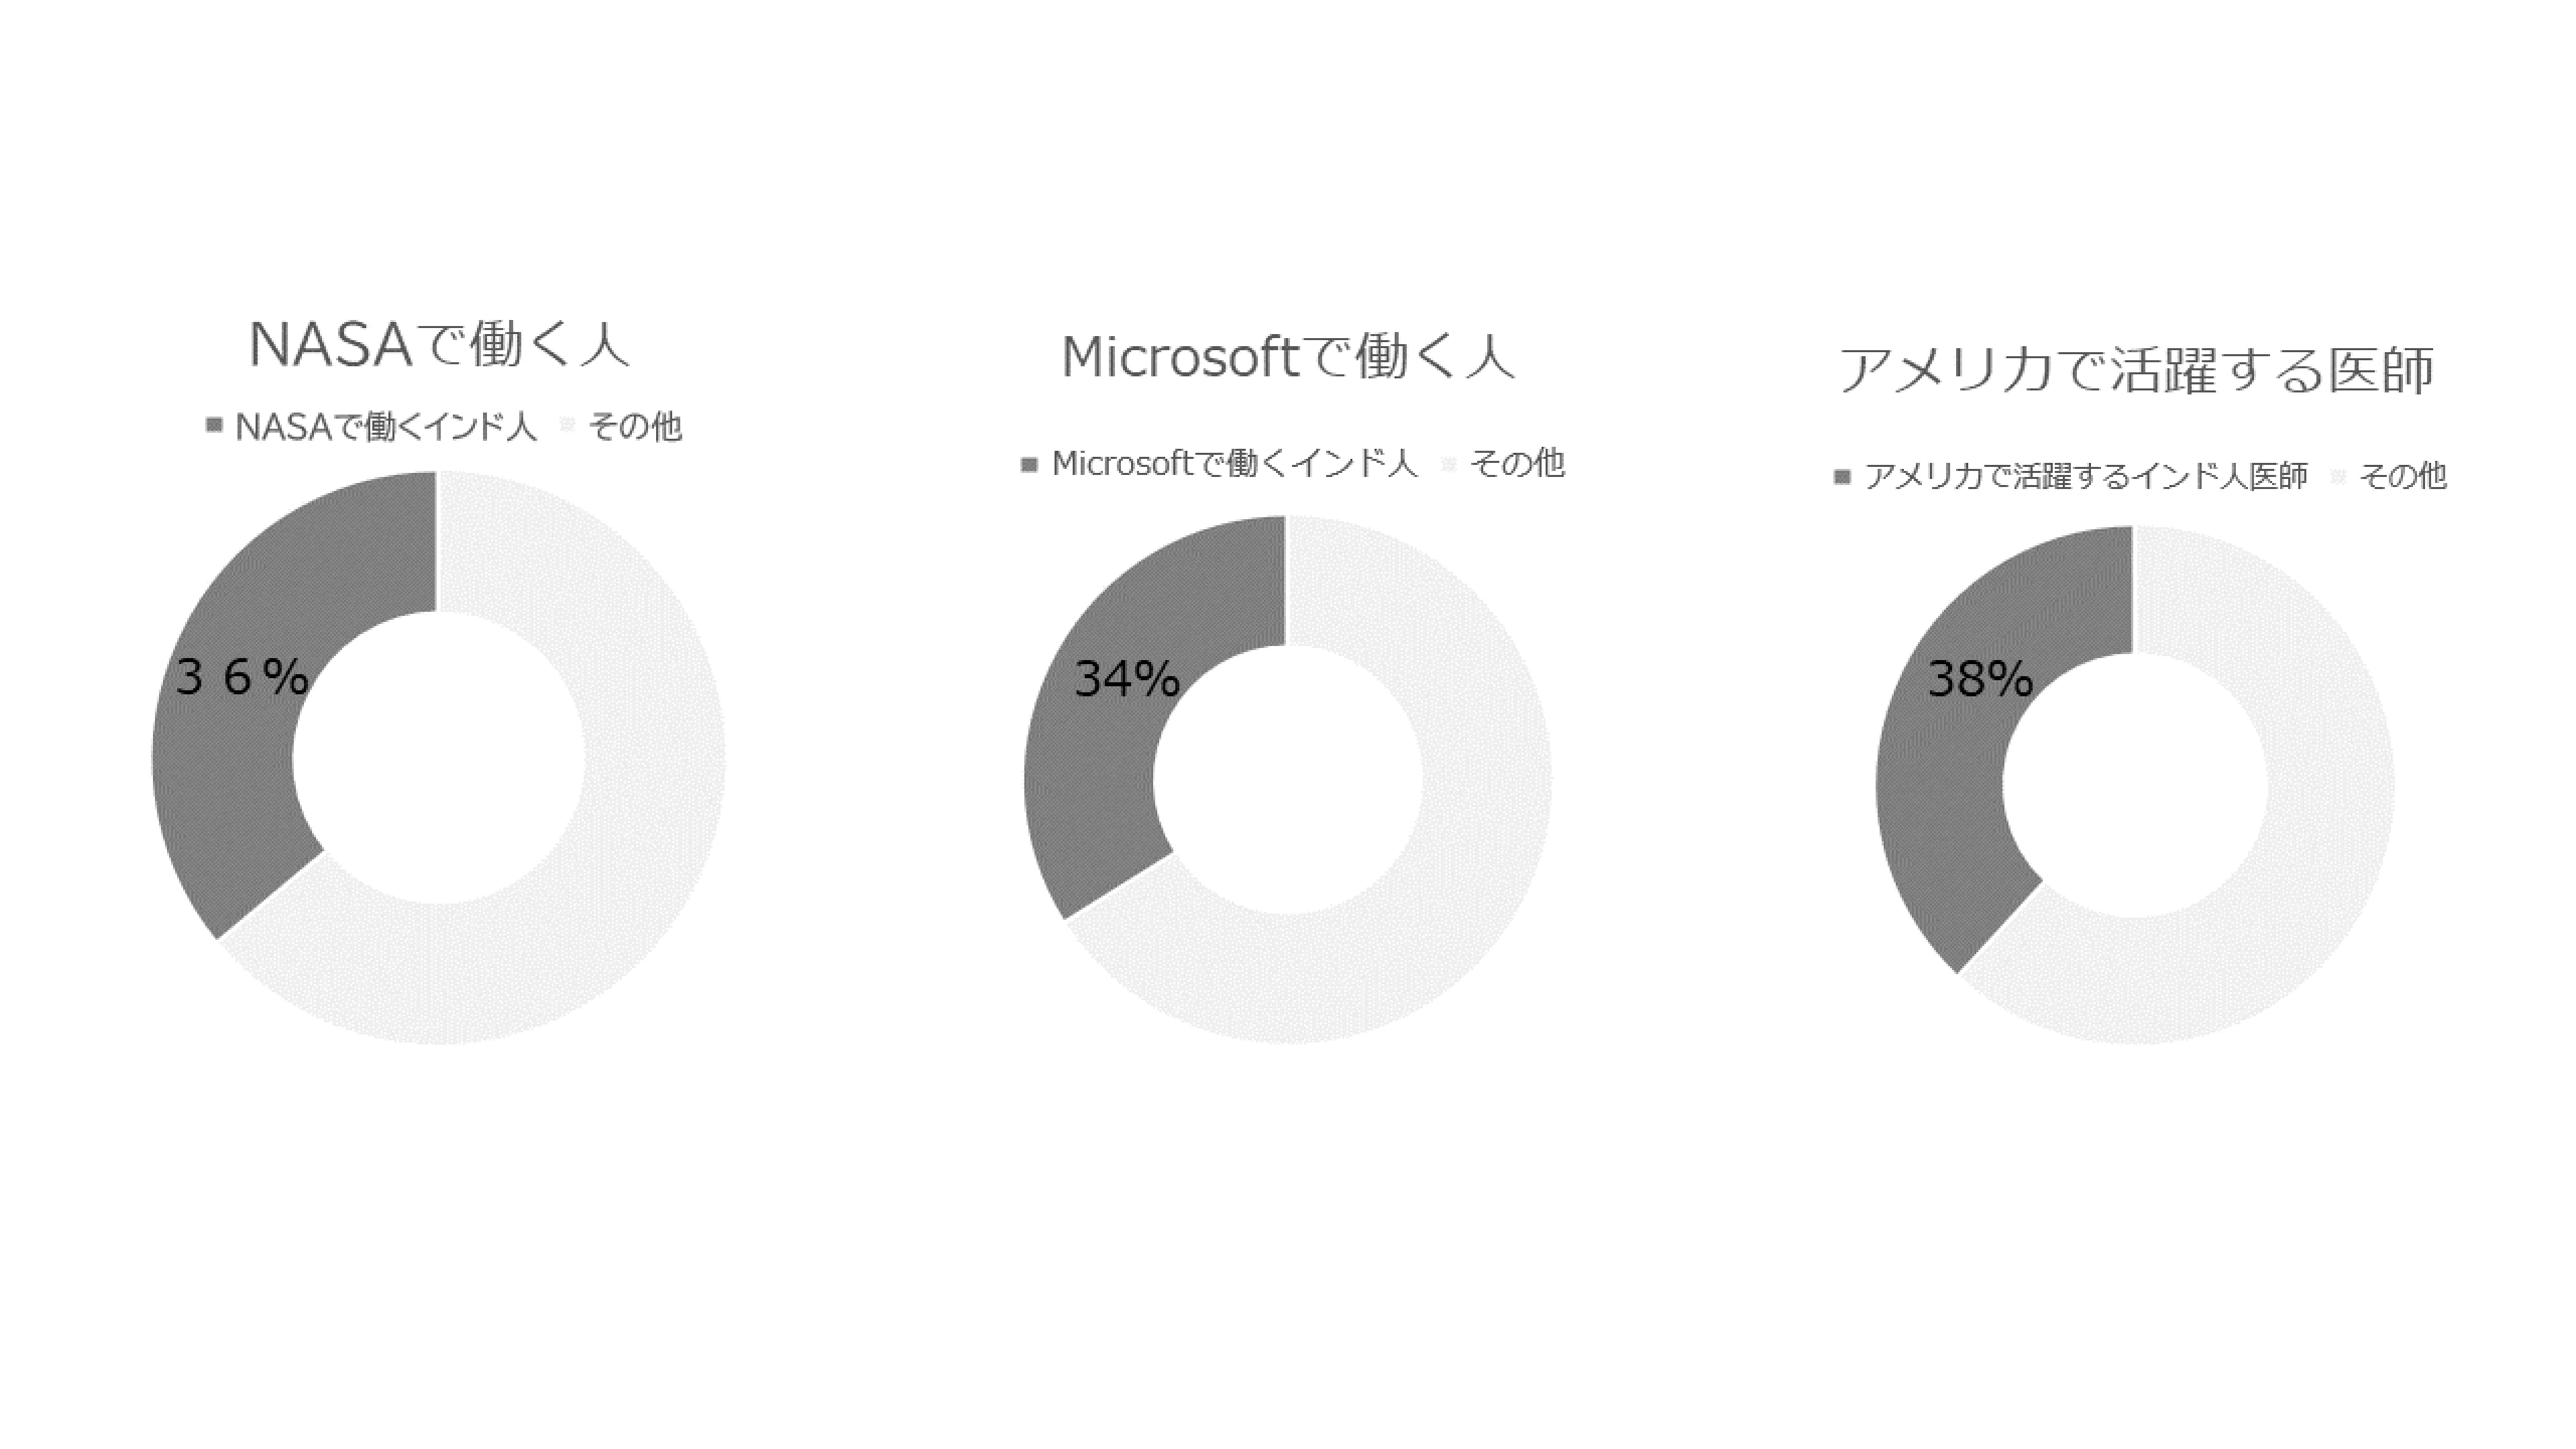 NASAで働く人
NASAで働くインド人 その他
３６%
Microsoftで働く人
Microsoftで働くインド人 その他
34%
アメリカで活躍する医師
アメリカで活躍するインド人医師 その他
38%